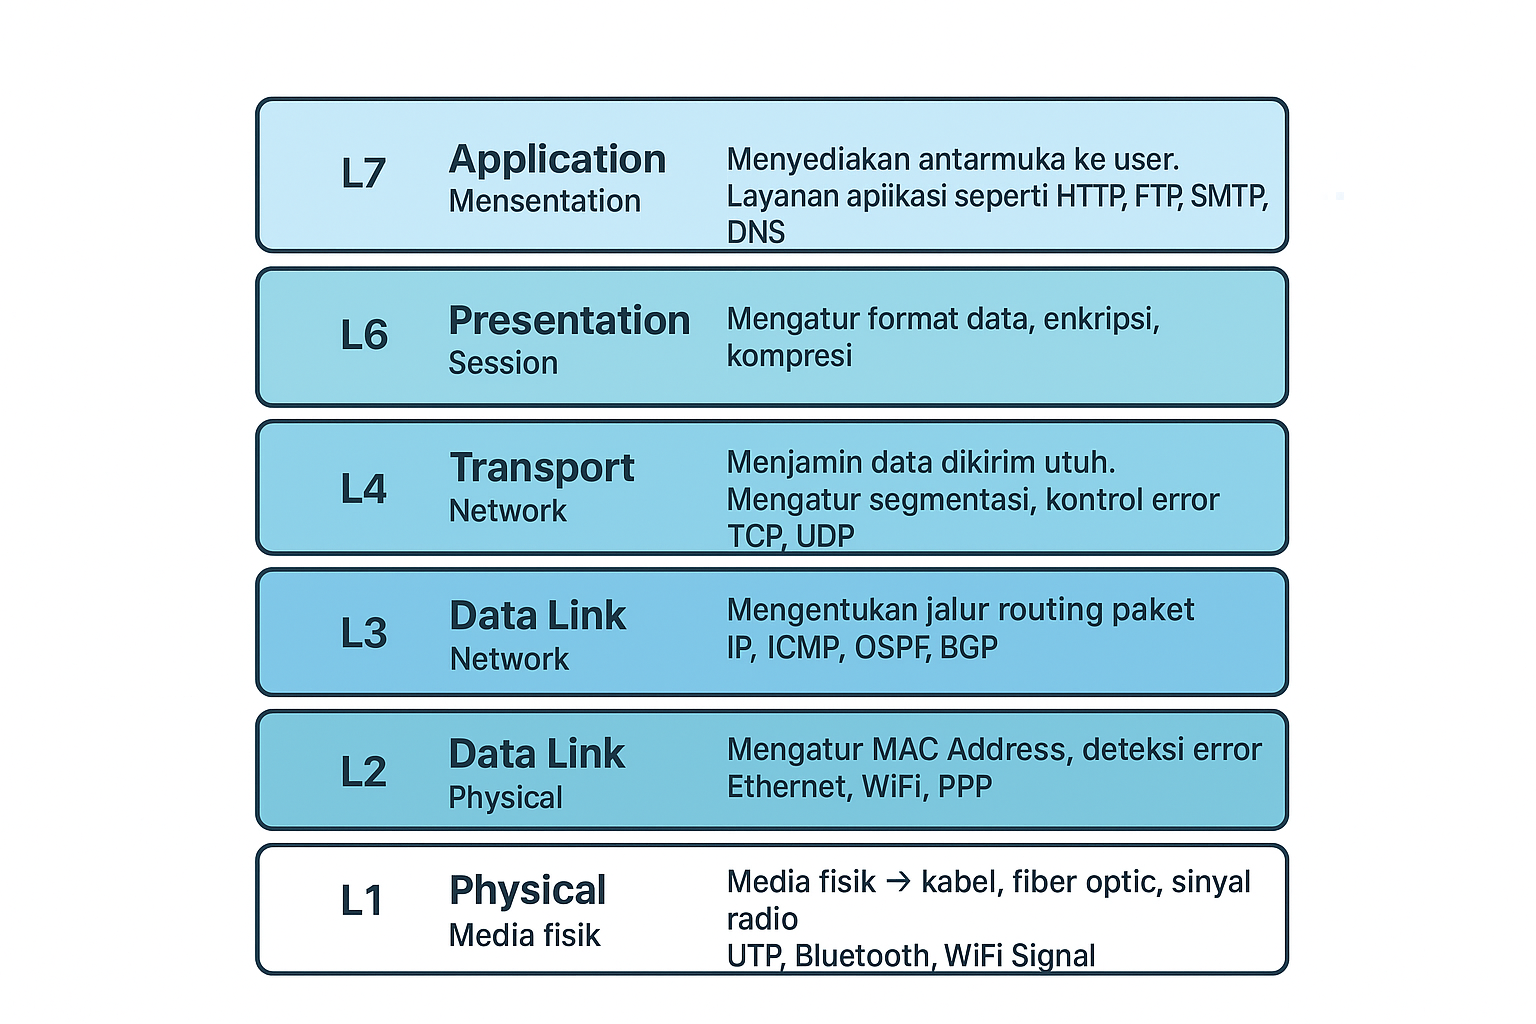 L7
Application
Mensentation
Menyediakan antarmuka ke user.
Layanan apiikasi seperti HTTP, FTP, SMTP,
DNS
L6
Presentation
Session
Mengatur format data, enkripsi,
kompresi
L4
Transport
Network
Menjamin data dikirim utuh.
Mengatur segmentasi, kontrol error
TCP, UDP
L3
Data Link
Network
Mengentukan jalur routing paket
IP, ICMP, OSPF, BGP
L2
Data Link
Physical
Mengatur MAC Address, deteksi error
Ethernet, WiFi, PPP
L1
Physical
Media fisik
Media fisik → kabel, fiber optic, sinyal
radio
UTP, Bluetooth, WiFi Signal